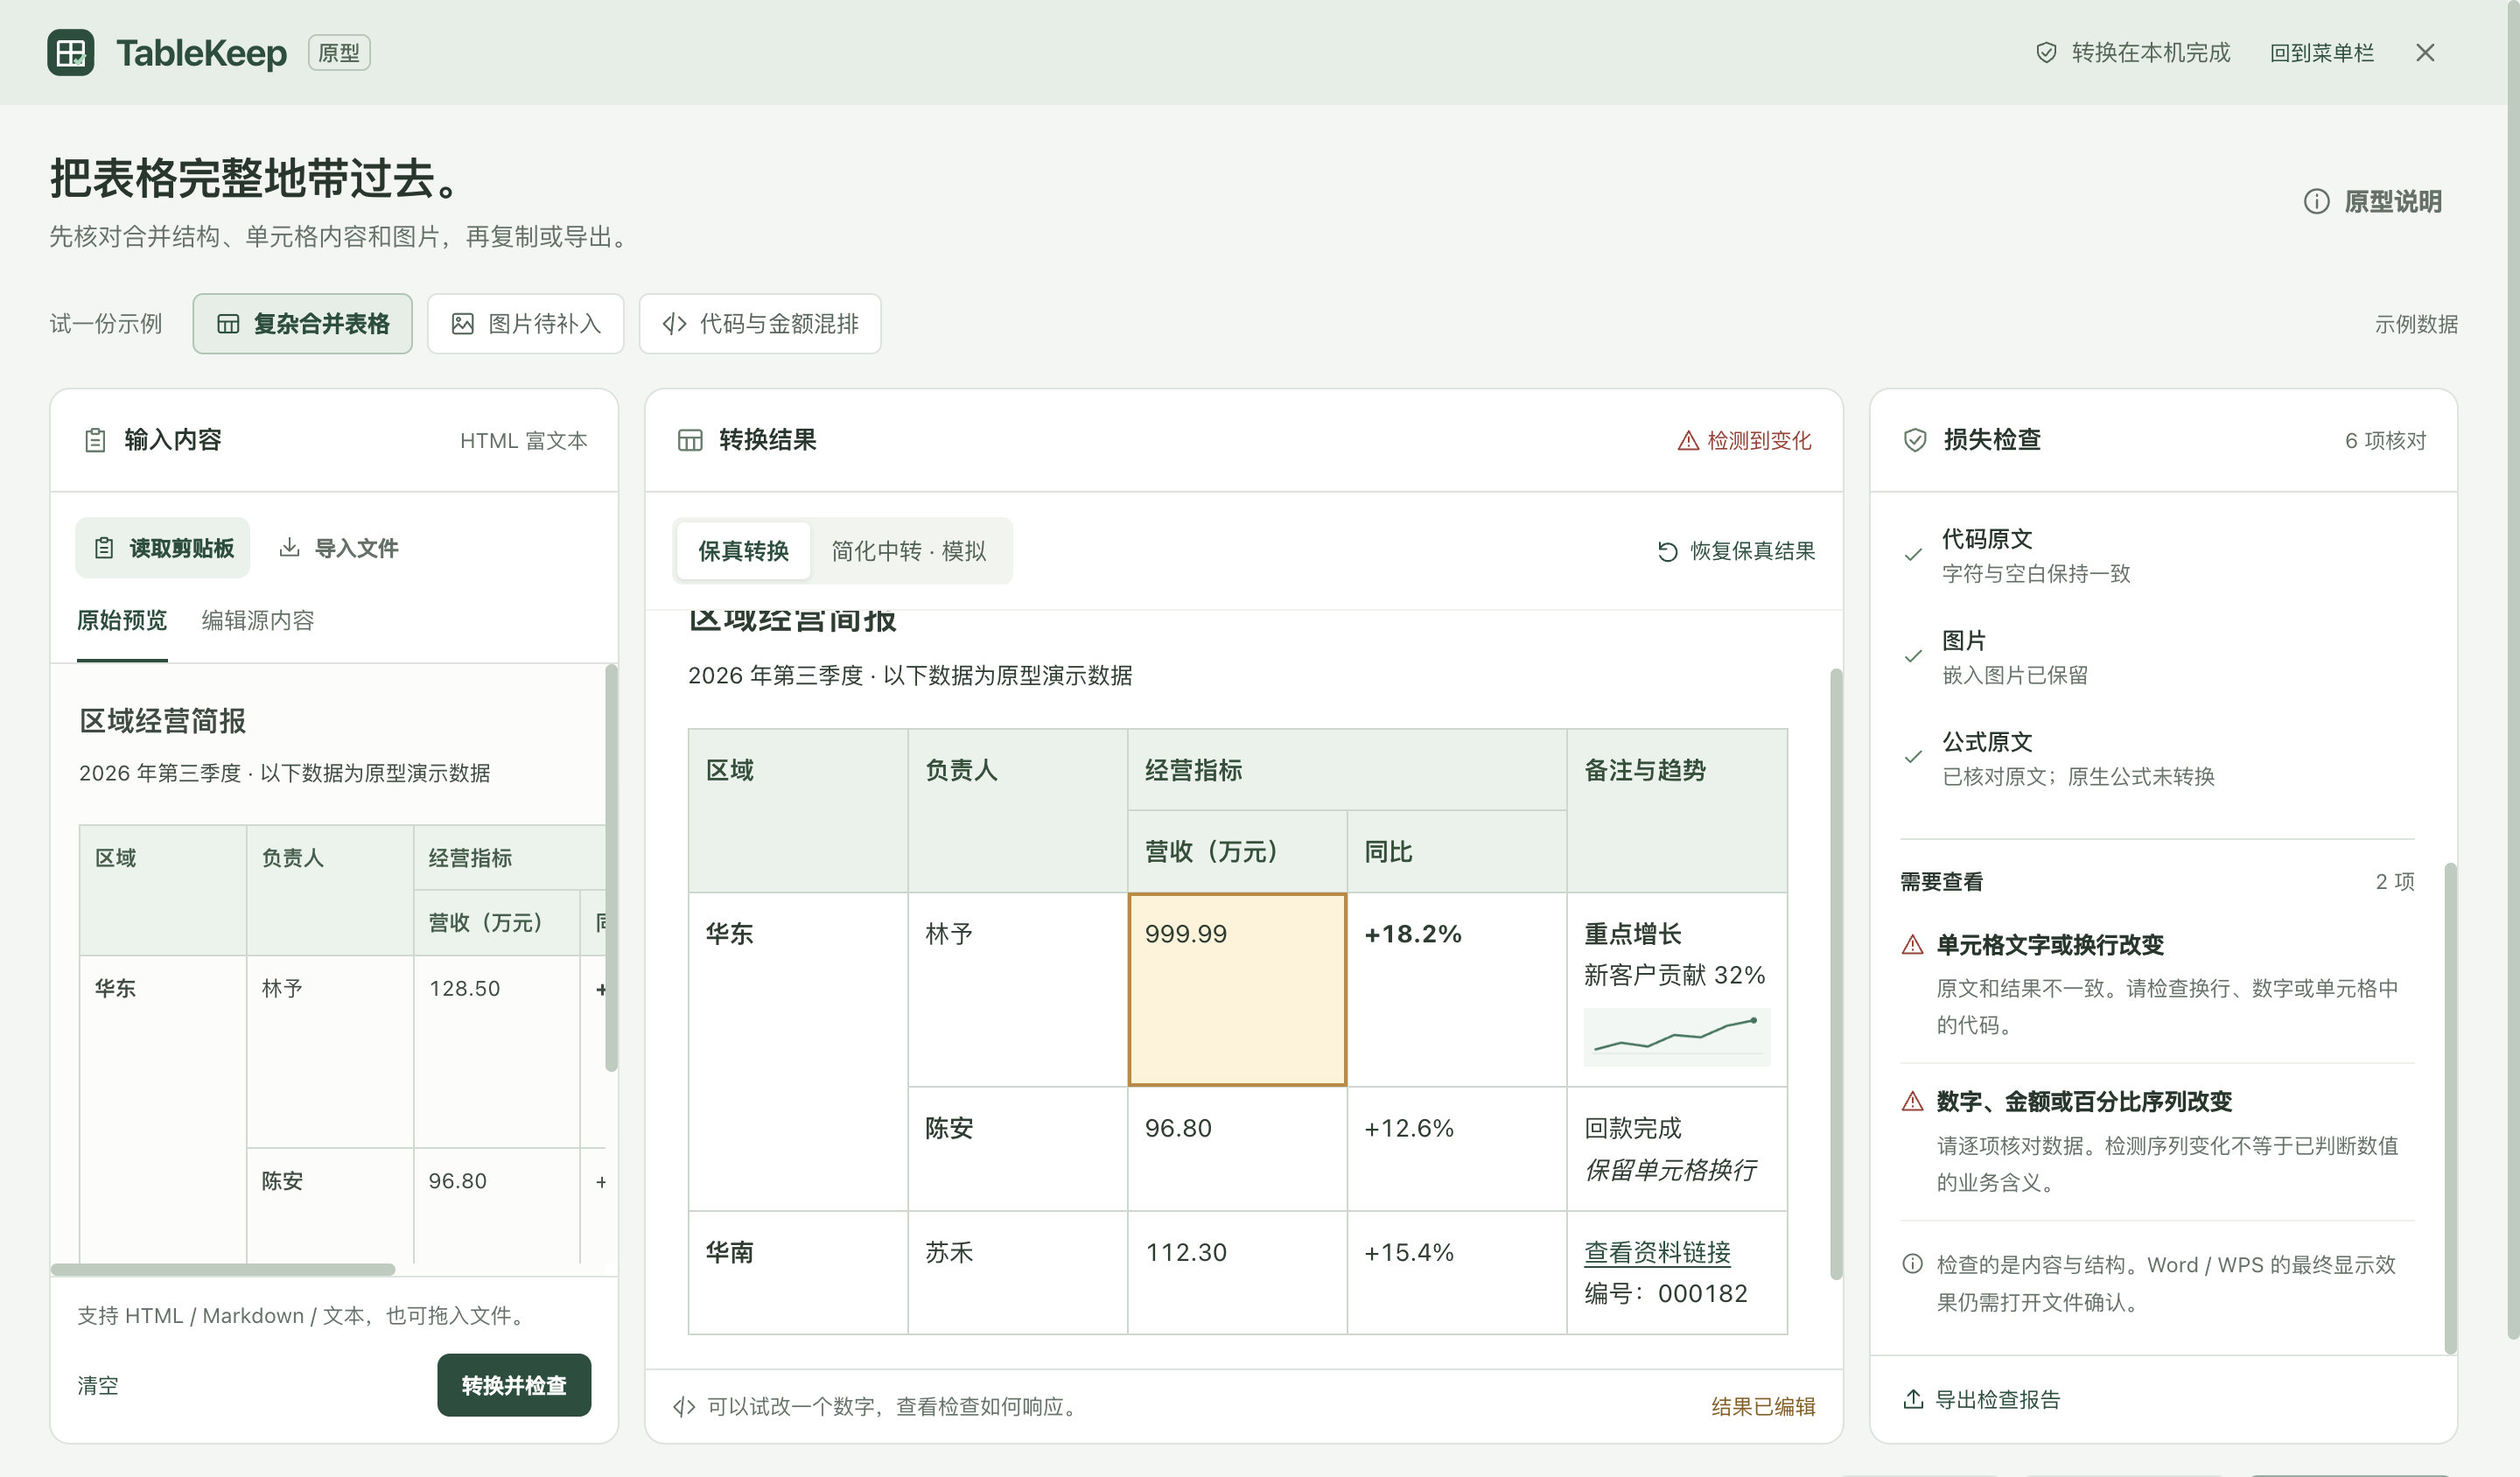 TableKeep 原型
转换在本机完成 回到菜单栏
把表格完整地带过去。
先核对合并结构、单元格内容和图片，再复制或导出。
原型说明
试一份示例 复杂合并表格 图片待补入 代码与金额混排 示例数据
输入内容 HTML 富文本
读取剪贴板 导入文件
原始预览 编辑源内容
区域经营简报
2026 年第三季度 · 以下数据为原型演示数据
区域 负责人 经营指标
营收（万元）
华东 林予 128.50 +
陈安 96.80 +
支持 HTML / Markdown / 文本，也可拖入文件。
清空 转换并检查
转换结果 检测到变化
保真转换 简化中转 · 模拟 恢复保真结果
区域经营简报
2026 年第三季度 · 以下数据为原型演示数据
区域 负责人 经营指标 备注与趋势
营收（万元） 同比
华东 林予 999.99 +18.2% 重点增长
新客户贡献 32%
陈安 96.80 +12.6% 回款完成
保留单元格换行
华南 苏禾 112.30 +15.4% 查看资料链接
编号：000182
可以试改一个数字，查看检查如何响应。 结果已编辑
损失检查 6 项核对
代码原文
字符与空白保持一致
图片
嵌入图片已保留
公式原文
已核对原文；原生公式未转换
需要查看 2 项
单元格文字或换行改变
原文和结果不一致。请检查换行、数字或单元格中
的代码。
数字、金额或百分比序列改变
请逐项核对数据。检测序列变化不等于已判断数值
的业务含义。
检查的是内容与结构。Word / WPS 的最终显示效
果仍需打开文件确认。
导出检查报告